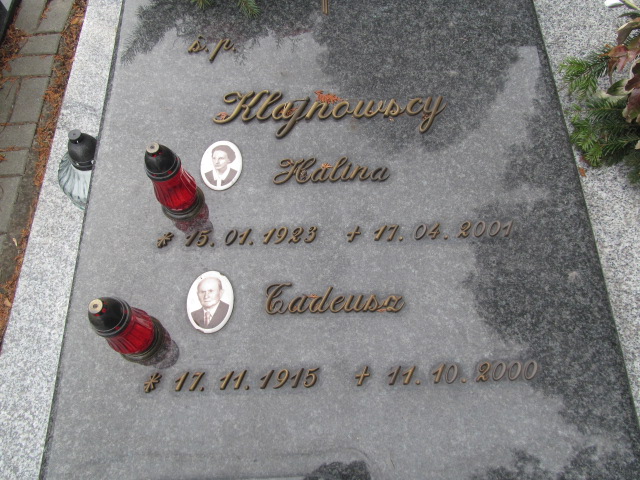 ś.p.
Klajnowscy
Halina
* 15.01.1923 + 17.04.2001
Tadeusz
* 17.11.1915 + 11.10.2000